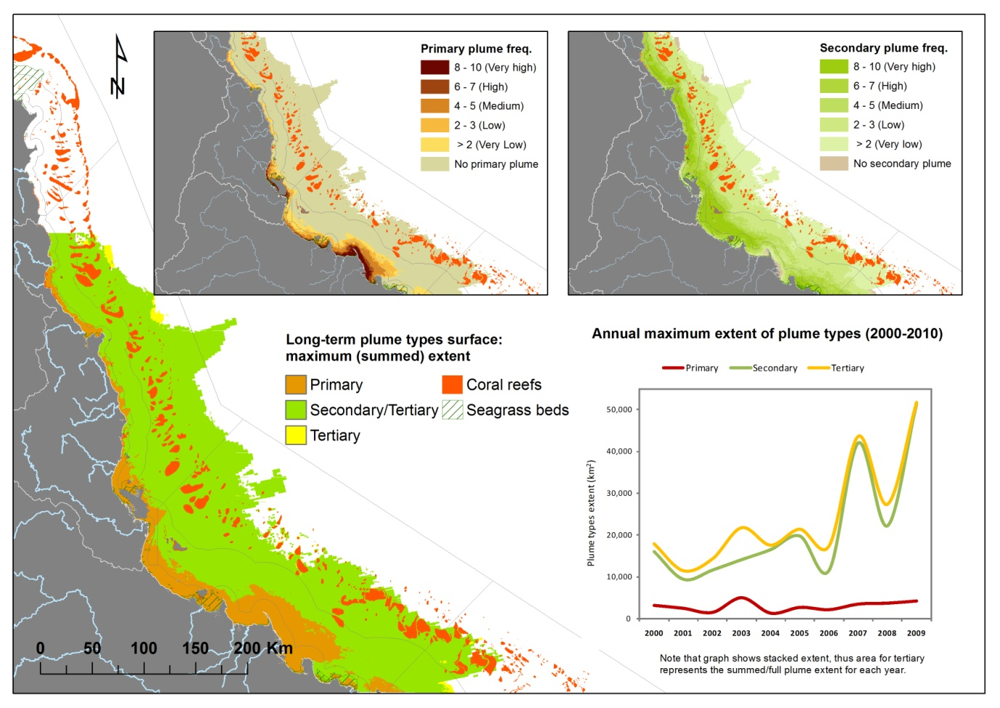 N
Primary plume freq.
8 - 10 (Very high)
6 - 7 (High)
4 - 5 (Medium)
2 - 3 (Low)
> 2 (Very Low)
No primary plume
Secondary plume freq.
8 - 10 (Very high)
6 - 7 (High)
4 - 5 (Medium)
2 - 3 (Low)
> 2 (Very low)
No secondary plume
Long-term plume types surface:
maximum (summed) extent
Primary
Coral reefs
Secondary/Tertiary
Seagrass beds
Tertiary
0 50 100 150 200 Km
Annual maximum extent of plume types (2000-2010)
Primary Secondary Tertiary
Plume types extent (km²)
50,000
40,000
30,000
20,000
10,000
0
2000 2001 2002 2003 2004 2005 2006 2007 2008 2009
Note that graph shows stacked extent, thus area for tertiary
represents the summed/full plume extent for each year.